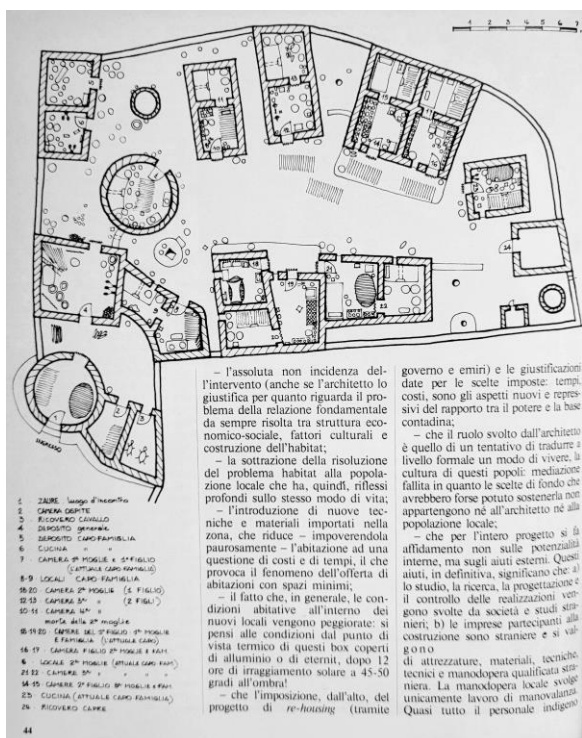 1 2 3 4 5 6 7
INGRESSO
1 - ZAURE. luogo d'incontro
2 CAMERA OSPITE
3 - RICOVERO CAVALLO
4 DEPOSITO generale
5 DEPOSITO CAPO FAMIGLIA
6 CUCINA " "
7 - CAMERA 1ª MOGLIE e 1º FIGLIO
(L'ATTUALE CAPO FAMIGLIA)
8-9 LOCALI CAPO FAMIGLIA
18-20 CAMERA 2ª MOGLIE (1 FIGLIO)
12-13 CAMERA 3ª " (2 FIGLI)
10-11 CAMERA 4ª "
morte della 2ª moglie
18-19-20 - CAMERE DEL 1º FIGLIO 1ª MOGLIE
E FAMIGLIA (L'ATTUALE CAPO FAMIGLIA)
16 17 - CAMERE FIGLIO 2ª MOGLIE E FAM.
6 LOCALE 2ª MOGLIE (ATTUALE CAPO FAM)
21 22 - CAMERE 3ª " "
14-15 CAMERE 2º FIGLIO MOGLIE e FAM
23 CUCINA (ATTUALE CAPO FAMIGLIA)
24 - RICOVERO CAPRE
44
– l'assoluta non incidenza del-
l'intervento (anche se l'architetto lo
giustifica per quanto riguarda il pro-
blema della relazione fondamentale
da sempre risolta tra struttura eco-
nomico-sociale, fattori culturali e
costruzione dell'habitat;
– la sottrazione della risoluzione
del problema habitat alla popola-
zione locale che ha, quindi, riflessi
profondi sullo stesso modo di vita;
– l'introduzione di nuove tec-
niche e materiali importati nella
zona, che riduce – impoverendola
paurosamente – l'abitazione ad una
questione di costi e di tempi, il che
provoca il fenomeno dell'offerta di
abitazioni con spazi minimi;
– il fatto che, in generale, le con-
dizioni abitative all'interno dei
nuovi locali vengono peggiorate: si
pensi alle condizioni dal punto di
vista termico di questi box coperti
di alluminio o di eternit, dopo 12
ore di irraggiamento solare a 45-50
gradi all'ombra!
– che l'imposizione, dall'alto, del
progetto di re-housing (tramite
governo e emiri) e le giustificazioni
date per le scelte imposte: tempi,
costi, sono gli aspetti nuovi e repres-
sivi del rapporto tra il potere e la base
contadina;
– che il ruolo svolto dall'architetto
è quello di un tentativo di tradurre a
livello formale un modo di vivere, la
cultura di questi popoli: mediazione
fallita in quanto le scelte di fondo che
avrebbero forse potuto sostenerla non
appartengono né all'architetto né alla
popolazione locale;
– che per l'intero progetto si fa
affidamento non sulle potenzialità
interne, ma sugli aiuti esterni. Questi
aiuti, in definitiva, significano che: a)
lo studio, la ricerca, la progettazione e
il controllo delle realizzazioni ven-
gono svolte da società e studi stra-
nieri; b) le imprese partecipanti alla
costruzione sono straniere e si val-
gono
di attrezzature, materiali, tecniche,
tecnici e manodopera qualificata stra-
niera. La manodopera locale svolge
unicamente lavoro di manovalanza.
Quasi tutto il personale indigeno